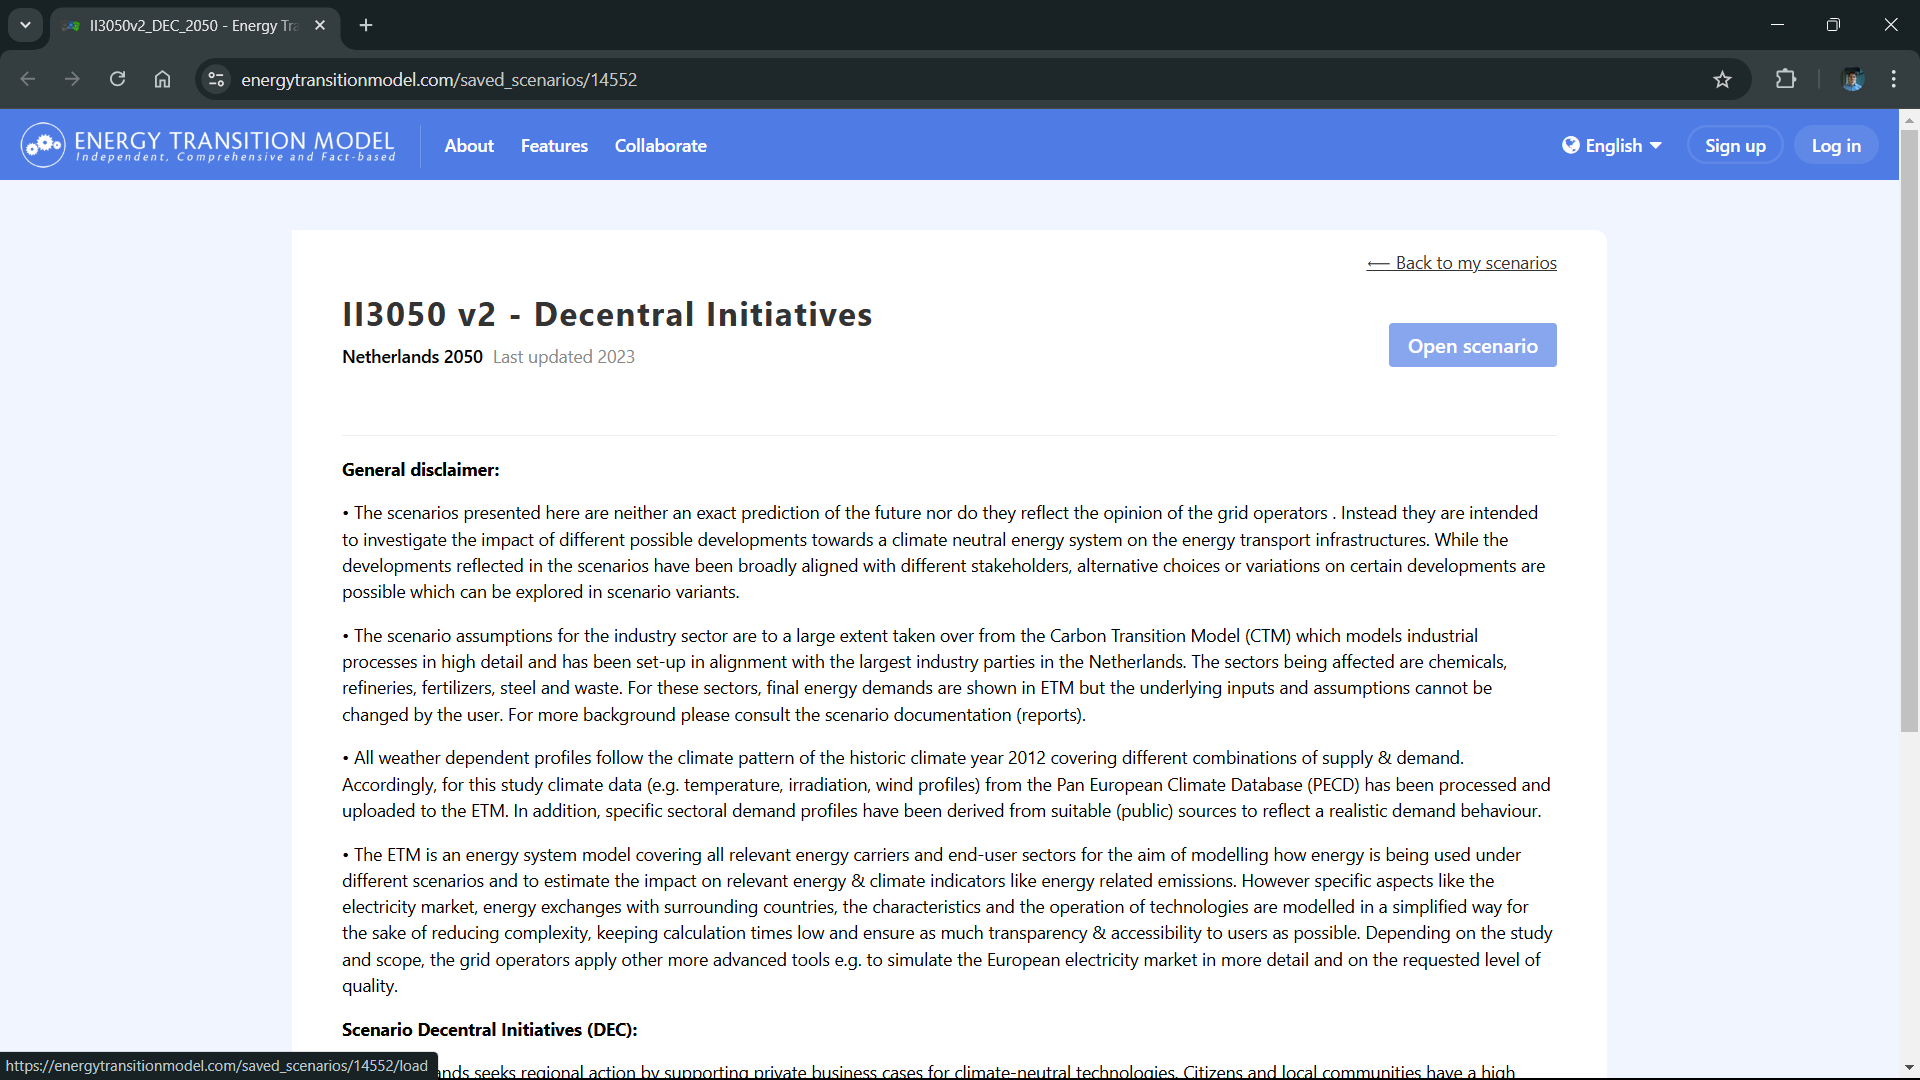 II3050v2_DEC_2050 - Energy Tra
energytransitionmodel.com/saved_scenarios/14552
ENERGY TRANSITION MODEL
Independent, Comprehensive and Fact-based
About
Features
Collaborate
English
Sign up
Log in
⟵ Back to my scenarios
II3050 v2 - Decentral Initiatives
Netherlands 2050 Last updated 2023
Open scenario
General disclaimer:
• The scenarios presented here are neither an exact prediction of the future nor do they reflect the opinion of the grid operators . Instead they are intended
to investigate the impact of different possible developments towards a climate neutral energy system on the energy transport infrastructures. While the
developments reflected in the scenarios have been broadly aligned with different stakeholders, alternative choices or variations on certain developments are
possible which can be explored in scenario variants.
• The scenario assumptions for the industry sector are to a large extent taken over from the Carbon Transition Model (CTM) which models industrial
processes in high detail and has been set-up in alignment with the largest industry parties in the Netherlands. The sectors being affected are chemicals,
refineries, fertilizers, steel and waste. For these sectors, final energy demands are shown in ETM but the underlying inputs and assumptions cannot be
changed by the user. For more background please consult the scenario documentation (reports).
• All weather dependent profiles follow the climate pattern of the historic climate year 2012 covering different combinations of supply & demand.
Accordingly, for this study climate data (e.g. temperature, irradiation, wind profiles) from the Pan European Climate Database (PECD) has been processed and
uploaded to the ETM. In addition, specific sectoral demand profiles have been derived from suitable (public) sources to reflect a realistic demand behaviour.
• The ETM is an energy system model covering all relevant energy carriers and end-user sectors for the aim of modelling how energy is being used under
different scenarios and to estimate the impact on relevant energy & climate indicators like energy related emissions. However specific aspects like the
electricity market, energy exchanges with surrounding countries, the characteristics and the operation of technologies are modelled in a simplified way for
the sake of reducing complexity, keeping calculation times low and ensure as much transparency & accessibility to users as possible. Depending on the study
and scope, the grid operators apply other more advanced tools e.g. to simulate the European electricity market in more detail and on the requested level of
quality.
Scenario Decentral Initiatives (DEC):
ands seeks regional action by supporting private business cases for climate-neutral technologies. Citizens and local communities have a high
https://energytransitionmodel.com/saved_scenarios/14552/load